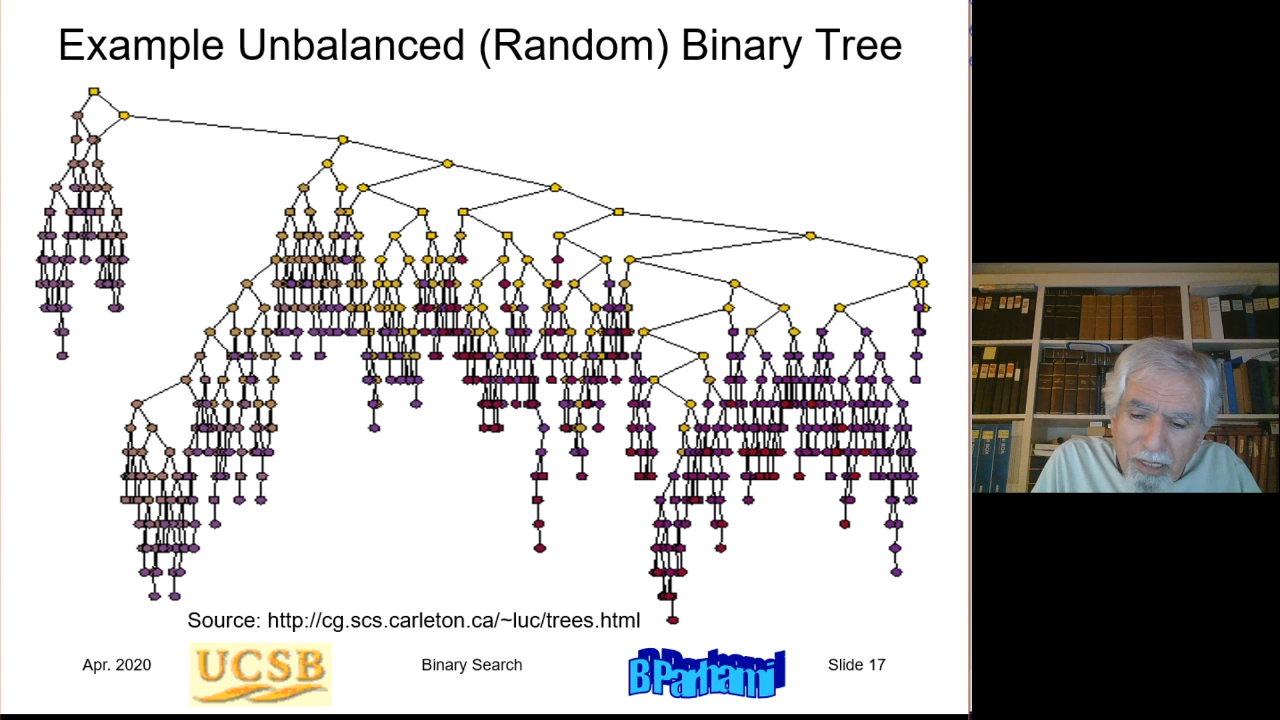 Example Unbalanced (Random) Binary Tree
Source: http://cg.scs.carleton.ca/~luc/trees.html
Apr. 2020
UCSB
Binary Search
B Parhami
Slide 17